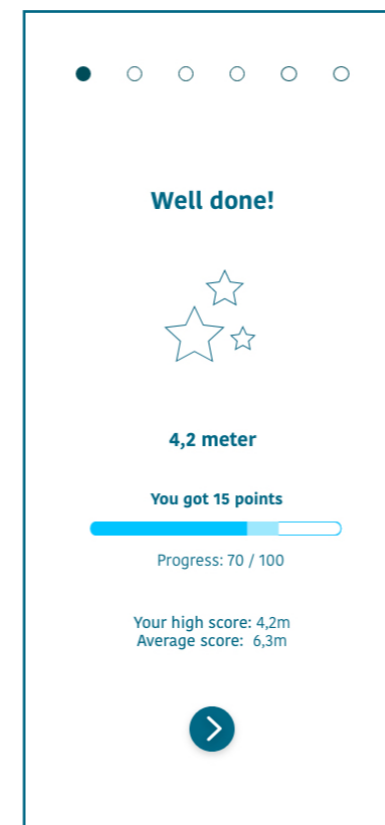 Well done!
4,2 meter
You got 15 points
Progress: 70 / 100
Your high score: 4,2m
Average score: 6,3m